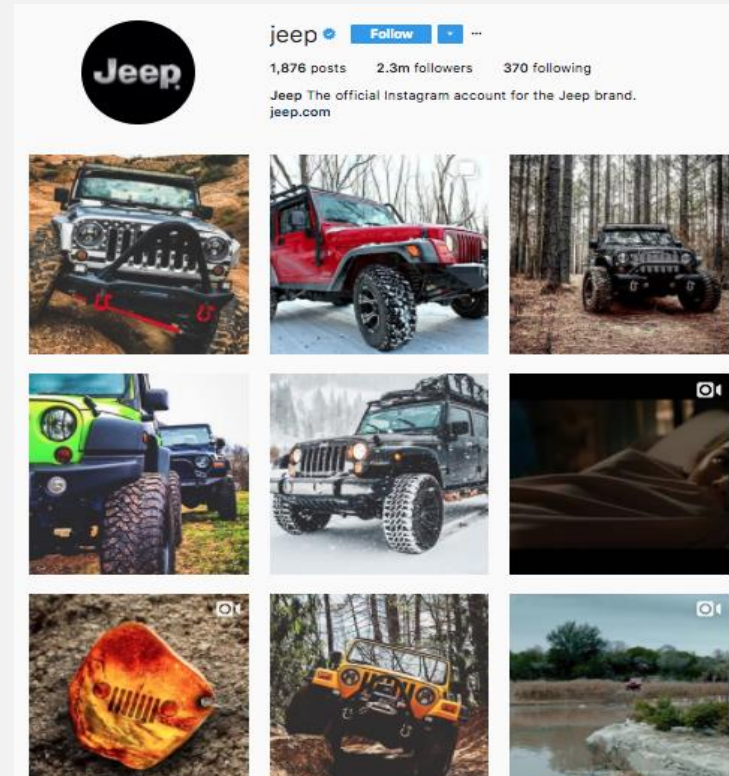 Jeep
jeep Follow ...
1,876 posts 2.3m followers 370 following
Jeep The official Instagram account for the Jeep brand.
jeep.com